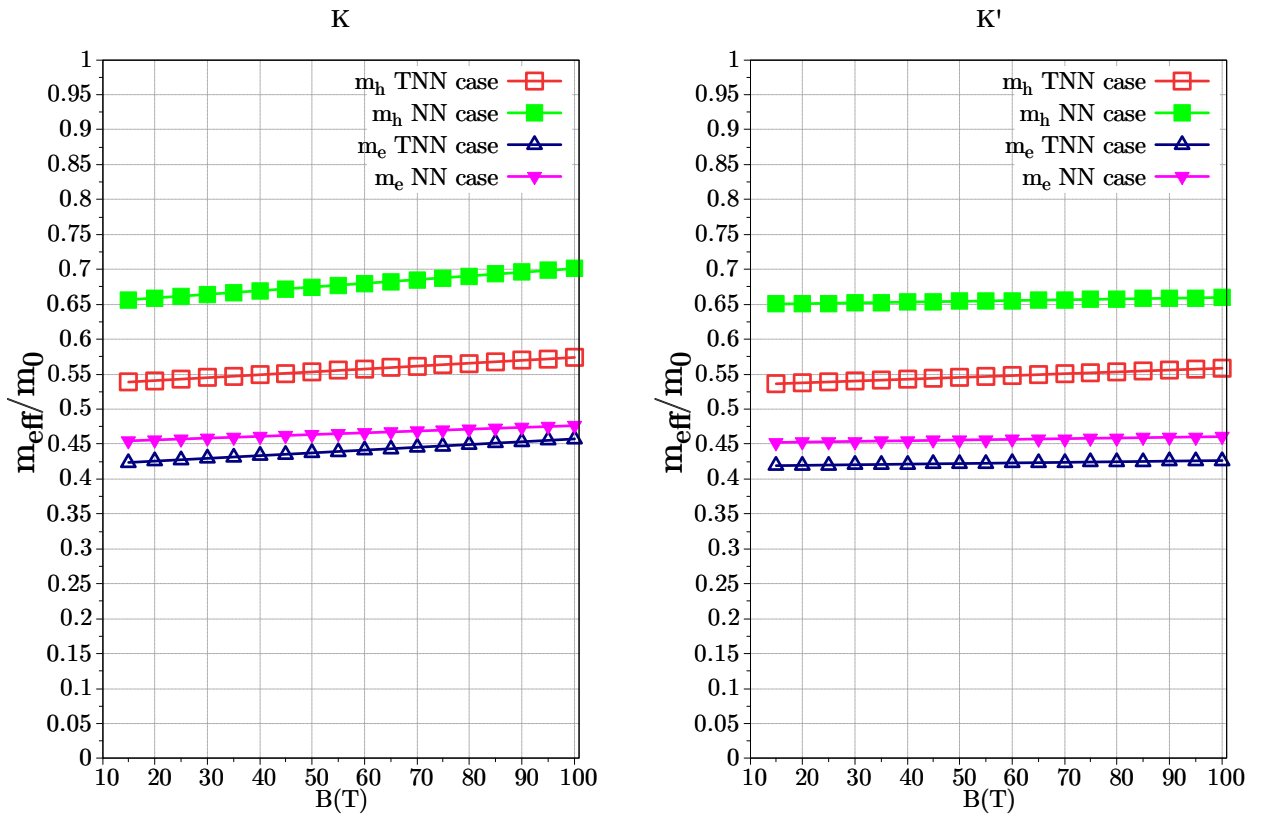 K
m_eff/m_0
1
0.95
0.9
0.85
0.8
0.75
0.7
0.65
0.6
0.55
0.5
0.45
0.4
0.35
0.3
0.25
0.2
0.15
0.1
0.05
0
m_h TNN case
m_h NN case
m_e TNN case
m_e NN case
10 20 30 40 50 60 70 80 90 100
B(T)
K'
m_eff/m_0
1
0.95
0.9
0.85
0.8
0.75
0.7
0.65
0.6
0.55
0.5
0.45
0.4
0.35
0.3
0.25
0.2
0.15
0.1
0.05
0
m_h TNN case
m_h NN case
m_e TNN case
m_e NN case
10 20 30 40 50 60 70 80 90 100
B(T)